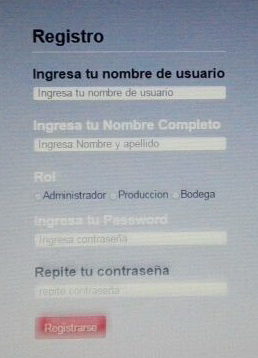 Registro
Ingresa tu nombre de usuario
Ingresa tu nombre de usuario
Ingresa tu Nombre Completo
Ingresa Nombre y apellido
Rol
Administrador Produccion Bodega
Ingresa tu Password
Ingresa contraseña
Repite tu contraseña
repite contraseña
Registrarse